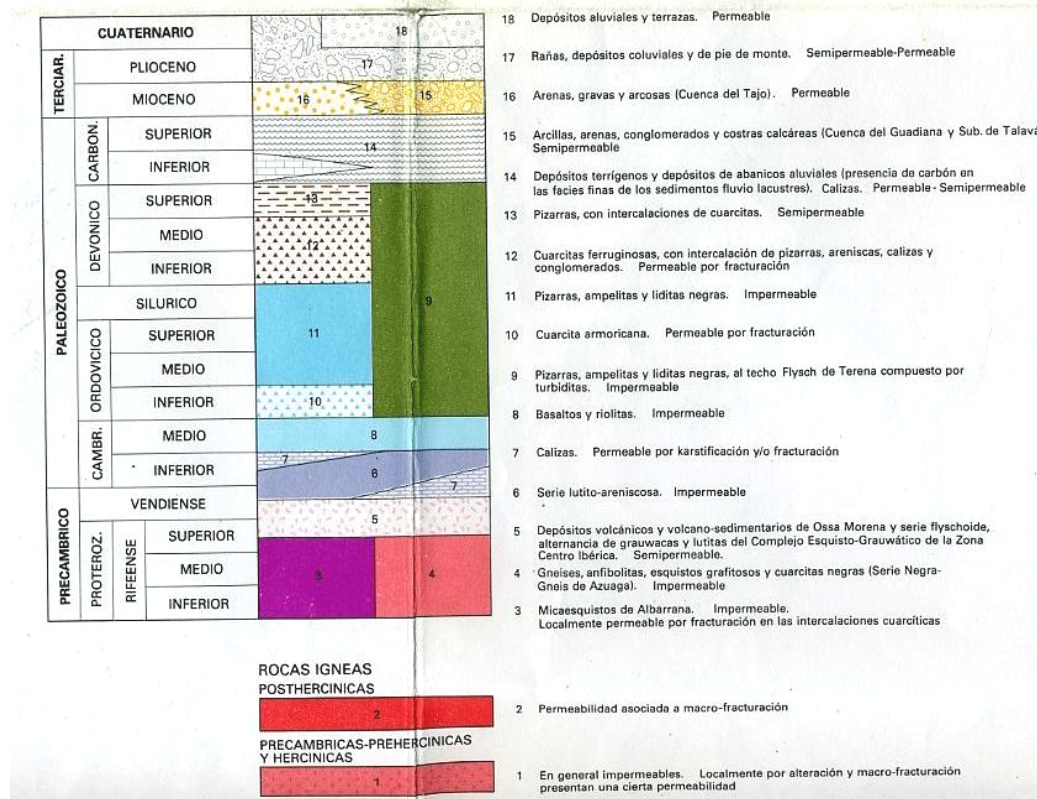 CUATERNARIO
TERCIAR.
PLIOCENO
MIOCENO
PALEOZOICO
CARBON.
SUPERIOR
INFERIOR
DEVONICO
SUPERIOR
MEDIO
INFERIOR
SILURICO
ORDOVICICO
SUPERIOR
MEDIO
INFERIOR
CAMBR.
MEDIO
INFERIOR
PRECAMBRICO
VENDIENSE
PROTEROZ.
RIFEENSE
SUPERIOR
MEDIO
INFERIOR
18
17
16
15
14
13
12
9
11
10
8
7
6
7
5
3
4
18 Depósitos aluviales y terrazas. Permeable
17 Rañas, depósitos coluviales y de pie de monte. Semipermeable-Permeable
16 Arenas, gravas y arcosas (Cuenca del Tajo). Permeable
15 Arcillas, arenas, conglomerados y costras calcáreas (Cuenca del Guadiana y Sub. de Talavá
Semipermeable
14 Depósitos terrígenos y depósitos de abanicos aluviales (presencia de carbón en
las facies finas de los sedimentos fluvio lacustres). Calizas. Permeable - Semipermeable
13 Pizarras, con intercalaciones de cuarcitas. Semipermeable
12 Cuarcitas ferruginosas, con intercalación de pizarras, areniscas, calizas y
conglomerados. Permeable por fracturación
11 Pizarras, ampelitas y liditas negras. Impermeable
10 Cuarcita armoricana. Permeable por fracturación
9 Pizarras, ampelitas y liditas negras, al techo Flysch de Terena compuesto por
turbiditas. Impermeable
8 Basaltos y riolitas. Impermeable
7 Calizas. Permeable por karstificación y/o fracturación
6 Serie lutito-areniscosa. Impermeable
5 Depósitos volcánicos y volcano-sedimentarios de Ossa Morena y serie flyschoide,
alternancia de grauwacas y lutitas del Complejo Esquisto-Grauwático de la Zona
Centro Ibérica. Semipermeable.
4 Gneises, anfibolitas, esquistos grafitosos y cuarcitas negras (Serie Negra-
Gneis de Azuaga). Impermeable
3 Micaesquistos de Albarrana. Impermeable.
Localmente permeable por fracturación en las intercalaciones cuarcíticas
ROCAS IGNEAS
POSTHERCINICAS
2
2 Permeabilidad asociada a macro-fracturación
PRECAMBRICAS-PREHERCINICAS
Y HERCINICAS
1
1 En general impermeables. Localmente por alteración y macro-fracturación
presentan una cierta permeabilidad